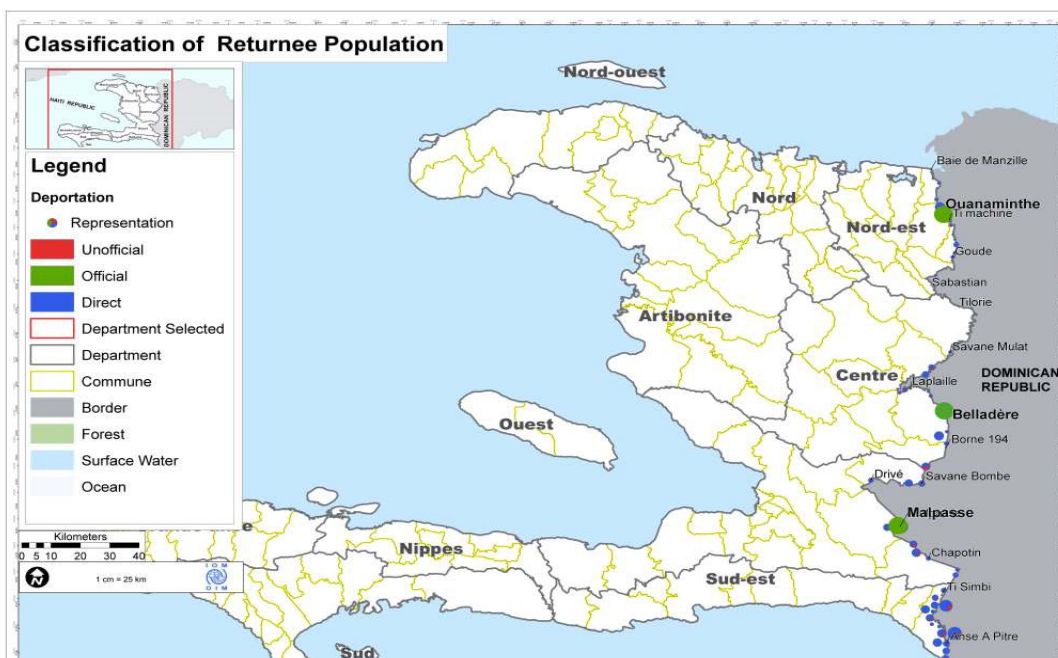 Classification of Returnee Population
HAITI REPUBLIC
DOMINICAN REPUBLIC
Legend
Deportation
Representation
Unofficial
Official
Direct
Department Selected
Department
Commune
Border
Forest
Surface Water
Ocean
Kilometers
0 5 10 20 30 40
1 cm = 25 km
IOM
OIM
Nord-ouest
Baie de Manzille
Ouanaminthe
Ti machine
Nord
Nord-est
Goude
Sabastian
Tilorie
Artibonite
Savane Mulat
Centre
Laplaille
DOMINICAN
REPUBLIC
Belladère
Ouest
Borne 194
Drivé
Savane Bombe
Malpasse
Nippes
Chapotin
Sud-est
Ti Simbi
Anse A Pitre
Sud